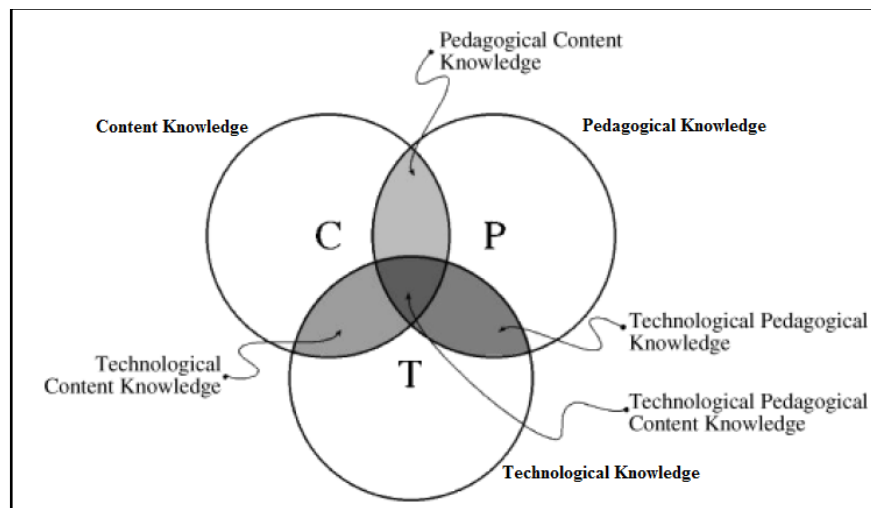 Pedagogical Content
Knowledge
Content Knowledge
Pedagogical Knowledge
C
P
Technological Pedagogical
Knowledge
Technological
Content Knowledge
T
Technological Pedagogical
Content Knowledge
Technological Knowledge